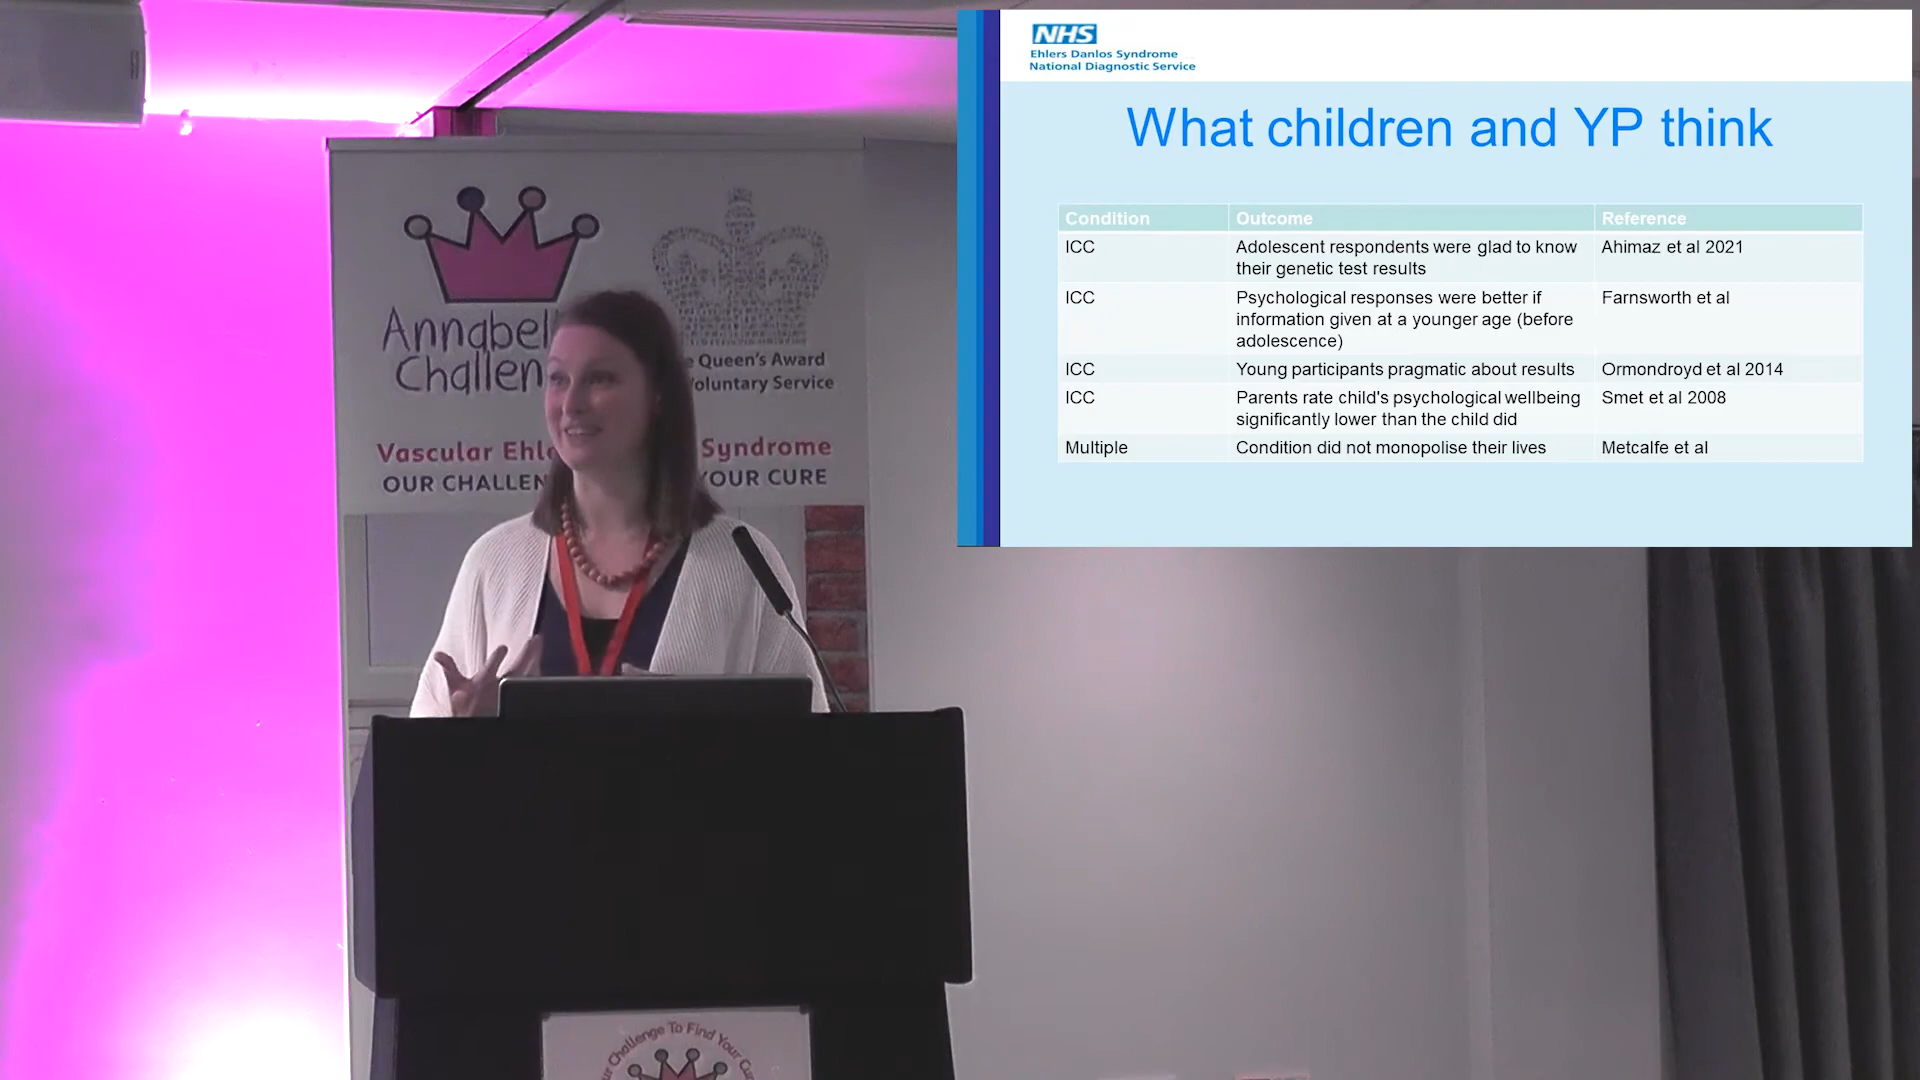 NHS
Ehlers Danlos Syndrome
National Diagnostic Service
What children and YP think
Condition Outcome Reference
ICC Adolescent respondents were glad to know their genetic test results Ahimaz et al 2021
ICC Psychological responses were better if information given at a younger age (before adolescence) Farnsworth et al
ICC Young participants pragmatic about results Ormondroyd et al 2014
ICC Parents rate child's psychological wellbeing significantly lower than the child did Smet et al 2008
Multiple Condition did not monopolise their lives Metcalfe et al
Queen's Award
Voluntary Service
Vascular Syndrome
OUR YOUR CURE
Challenge To Find Your